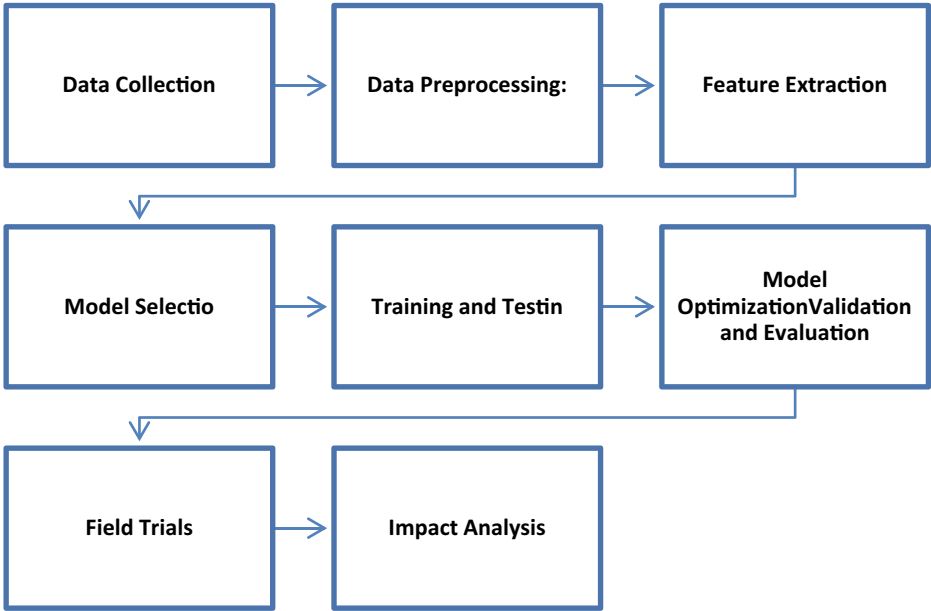 Data Collection
Data Preprocessing:
Feature Extraction
Model Selectio
Training and Testin
Model
OptimizationValidation
and Evaluation
Field Trials
Impact Analysis